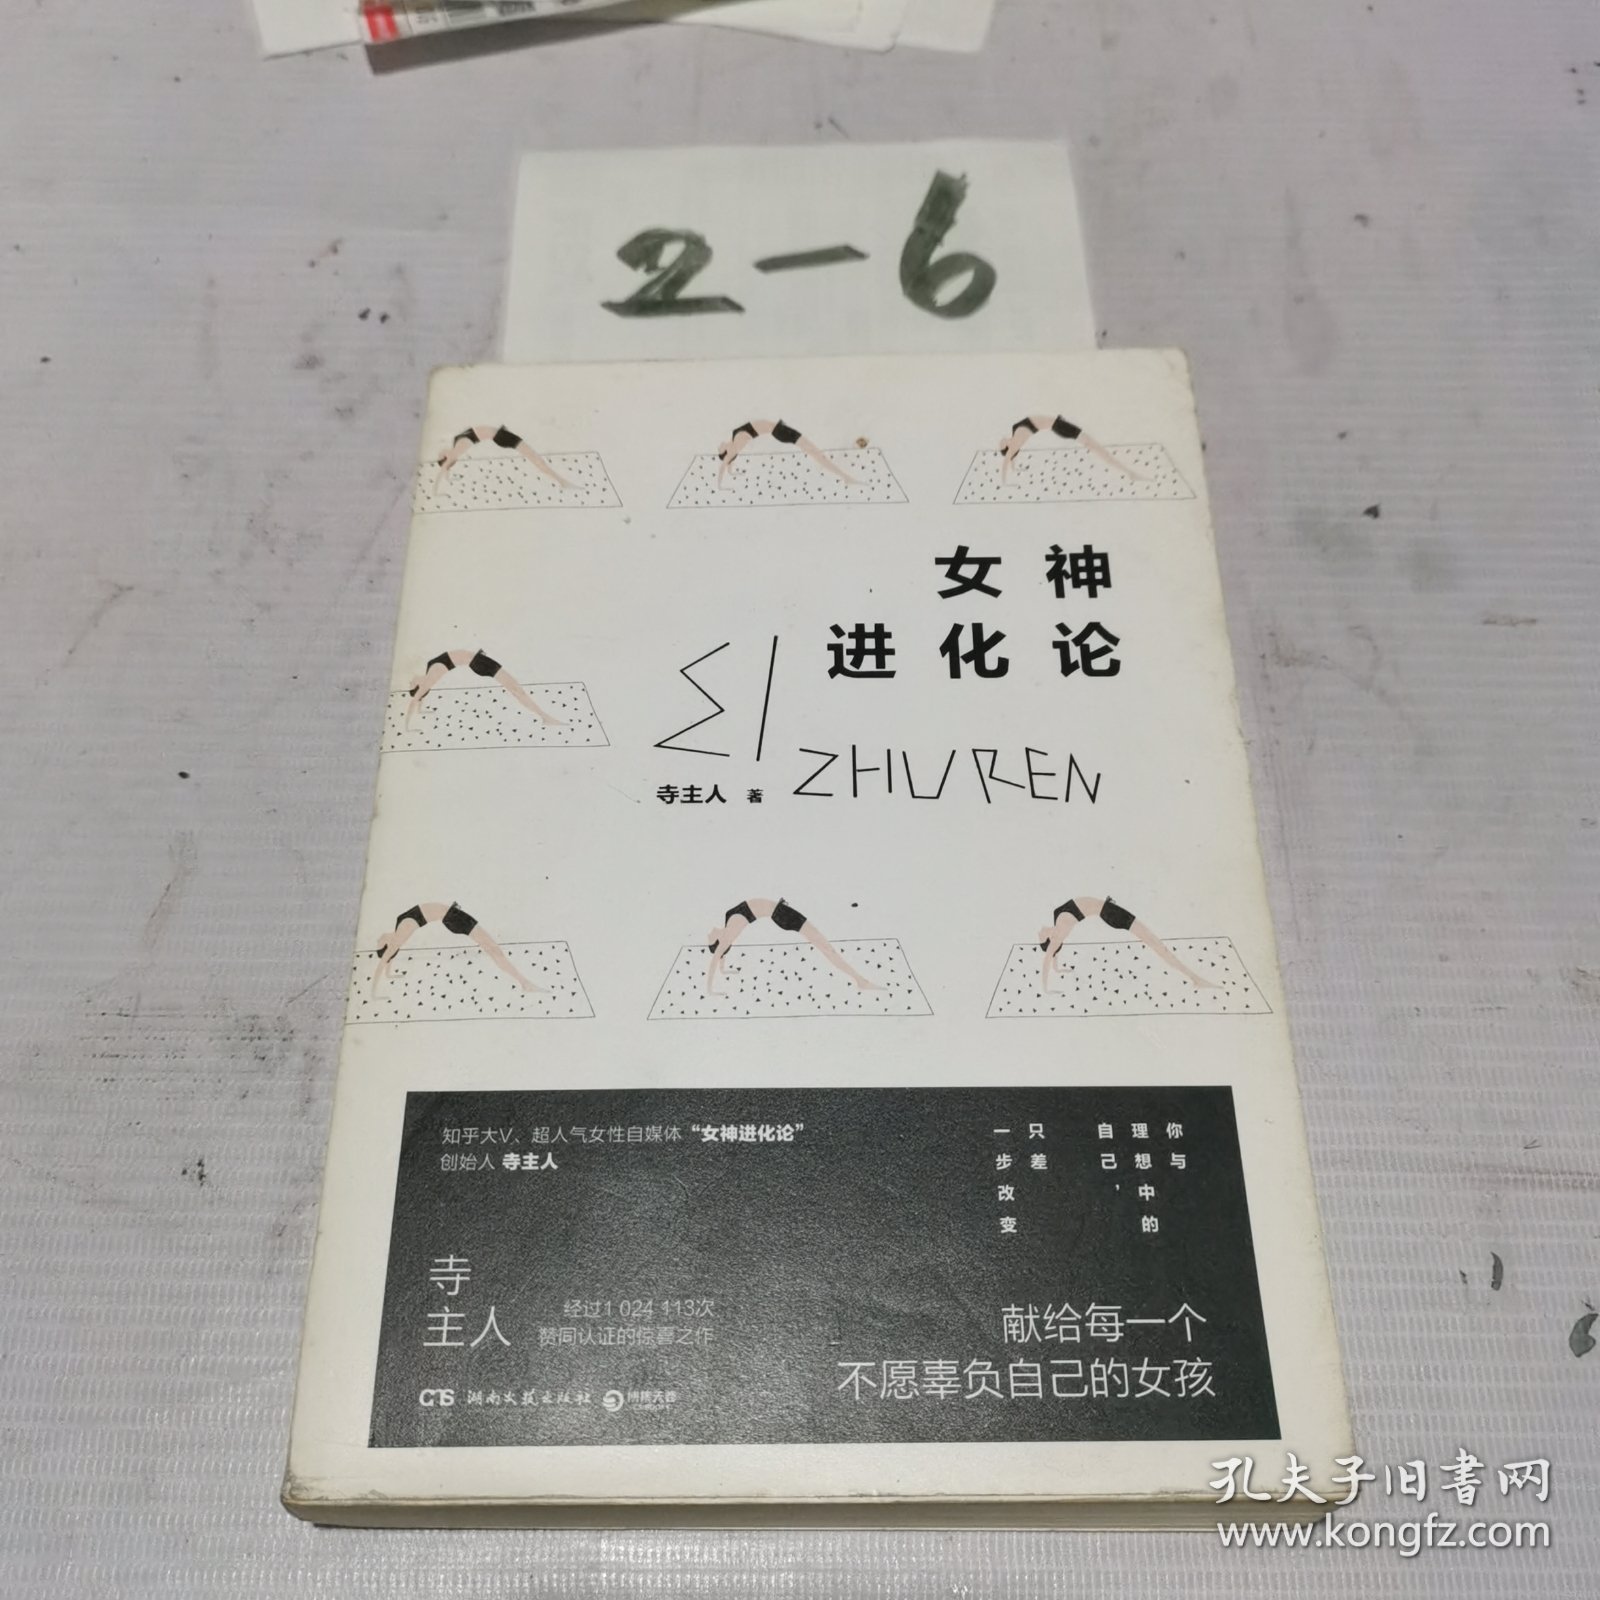 2-6
女神
进化论
SI
ZHUREN
寺主人 著
知乎大V、超人气女性自媒体“女神进化论”
创始人 寺主人
你与
理想中的
自己，
只差
一步改变
寺
主人
经过1 024 113次
赞同认证的惊喜之作
献给每一个
不愿辜负自己的女孩
湖南文艺出版社
博集天卷
孔夫子旧书网
www.kongfz.com